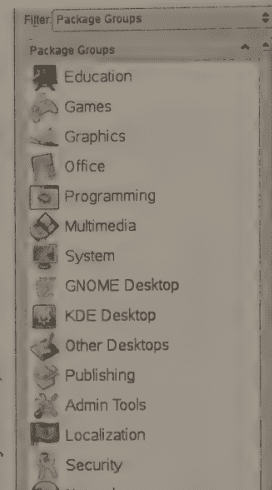 Filter: Package Groups
Package Groups
Education
Games
Graphics
Office
Programming
Multimedia
System
GNOME Desktop
KDE Desktop
Other Desktops
Publishing
Admin Tools
Localization
Security